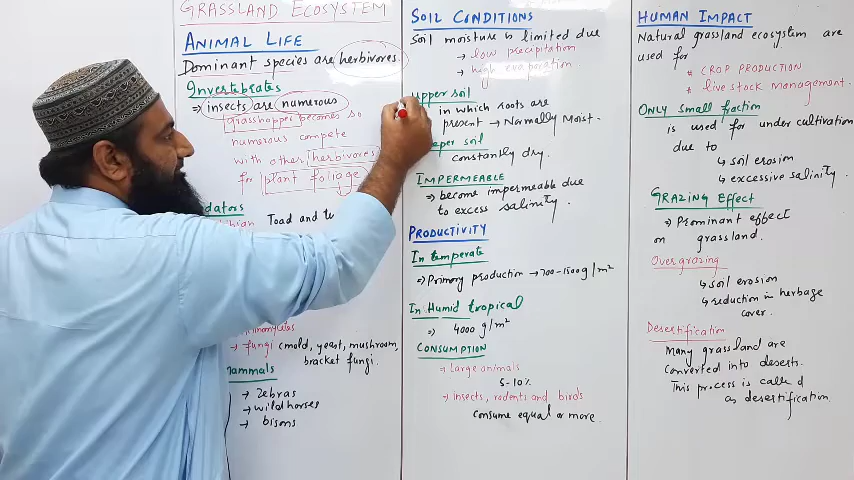 GRASSLAND ECOSYSTEM
ANIMAL LIFE
Dominant species are herbivores.
Invertebrates
⇒ insects are numerous
grasshopper becomes so
numerous compete
with other herbivores
for plant foliage
dators
Toad and
→ fungi (mold, yeast, mushroom,
bracket fungi.
mammals
→ Zebras
→ wild horses
→ bisons
SOIL CONDITIONS
Soil moisture is limited due
→ low precipitation
→ high evaporation
upper soil
in which roots are
present → Normally Moist.
eper soil
constantly dry.
IMPERMEABLE
⇒ become impermeable due
to excess salinity.
PRODUCTIVITY
In temperate
⇒ Primary production → 700-1500 g/m²
In Humid tropical
⇒ 4000 g/m²
CONSUMPTION
→ Large animals
5-10%
→ insects, rodents and birds
Consume equal or more.
HUMAN IMPACT
Natural grassland ecosystem are
used for
* CROP PRODUCTION
* livestock management.
ONLY small fraction
is used for under cultivation
due to
↳ soil erosion
↳ excessive salinity.
GRAZING EFFECT
⇒ Prominant effect
on grassland.
Overgrazing
↳ soil erosion
↳ reduction in herbage
cover.
Desertification
Many grassland are
converted into deserts.
This process is called
as desertification